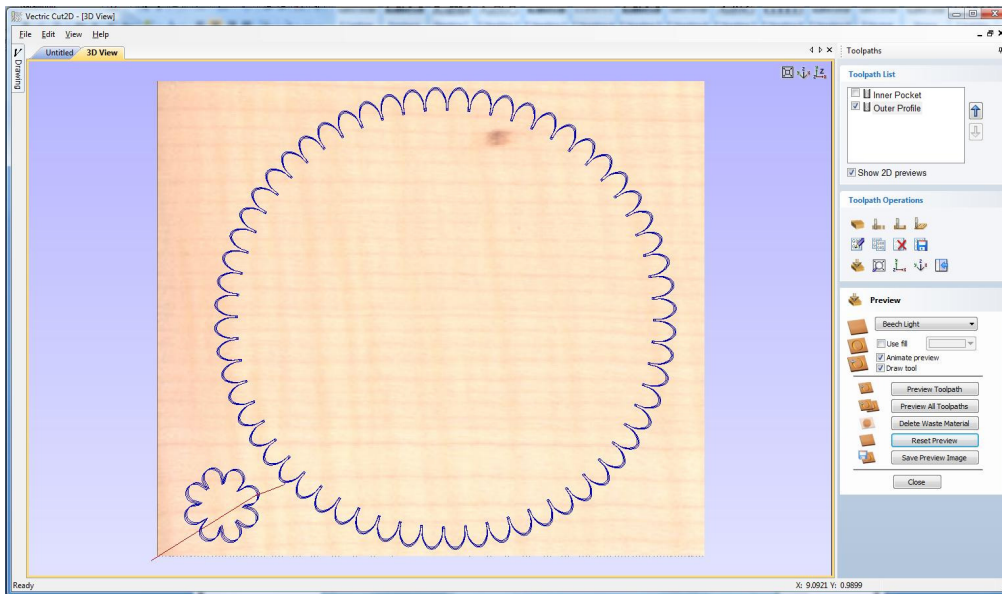 Vectric Cut2D - [3D View]
File Edit View Help
Untitled 3D View
Drawing
Toolpaths
Toolpath List
Inner Pocket
Outer Profile
Show 2D previews
Toolpath Operations
Preview
Beech Light
Use fill
Animate preview
Draw tool
Preview Toolpath
Preview All Toolpaths
Delete Waste Material
Reset Preview
Save Preview Image
Close
Ready
X: 9.0921 Y: 0.9899